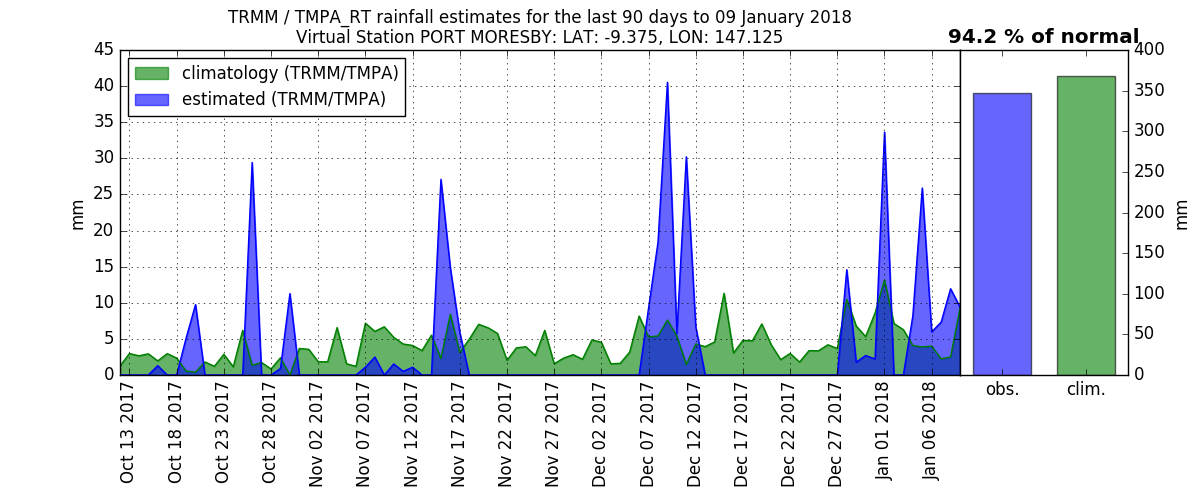 TRMM / TMPA_RT rainfall estimates for the last 90 days to 09 January 2018
Virtual Station PORT MORESBY: LAT: -9.375, LON: 147.125
94.2 % of normal
climatology (TRMM/TMPA)
estimated (TRMM/TMPA)
45
40
35
30
25
20
15
10
5
0
mm
Oct 13 2017
Oct 18 2017
Oct 23 2017
Oct 28 2017
Nov 02 2017
Nov 07 2017
Nov 12 2017
Nov 17 2017
Nov 22 2017
Nov 27 2017
Dec 02 2017
Dec 07 2017
Dec 12 2017
Dec 17 2017
Dec 22 2017
Dec 27 2017
Jan 01 2018
Jan 06 2018
obs.
clim.
400
350
300
250
200
150
100
50
0
mm